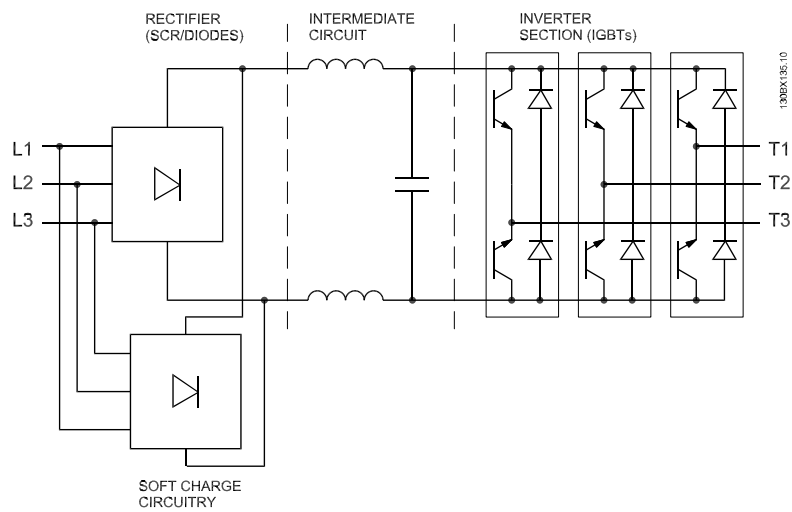 RECTIFIER
(SCR/DIODES)
INTERMEDIATE
CIRCUIT
INVERTER
SECTION (IGBTs)
130BX135.10
L1
L2
L3
T1
T2
T3
SOFT CHARGE
CIRCUITRY